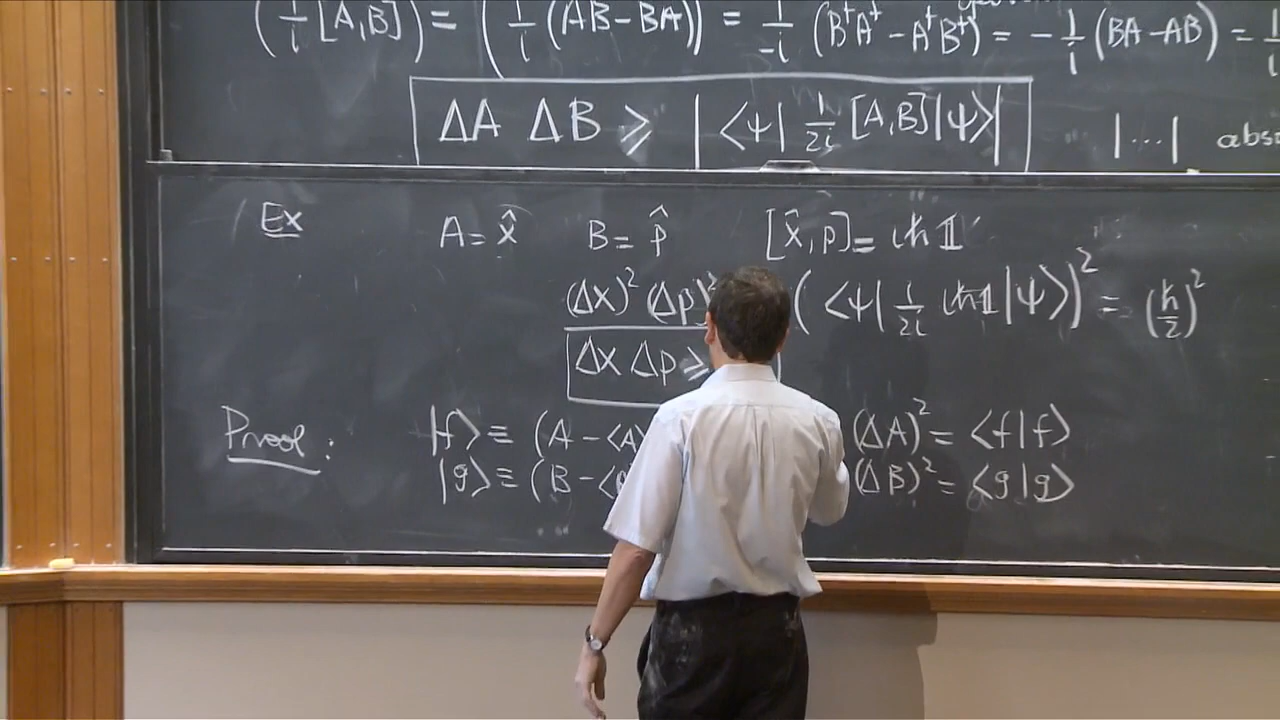 (1/i [A,B]) = (1/i (AB-BA)) = 1/-i (B†A† - A†B†) = -1/i (BA-AB) = 1/i
ΔA ΔB ≥ |⟨ψ| 1/2i [A,B]|ψ⟩|
|...| abso
Ex A = x̂ B = p̂ [x̂,p] = iħ𝟙
(Δx)² (Δp)² (⟨ψ| 1/2i iħ𝟙 |ψ⟩)² = (ħ/2)²
Δx Δp ≥
Proof: |f⟩ ≡ (A - ⟨A⟩ (ΔA)² = ⟨f|f⟩
|g⟩ ≡ (B - ⟨ (ΔB)² = ⟨g|g⟩